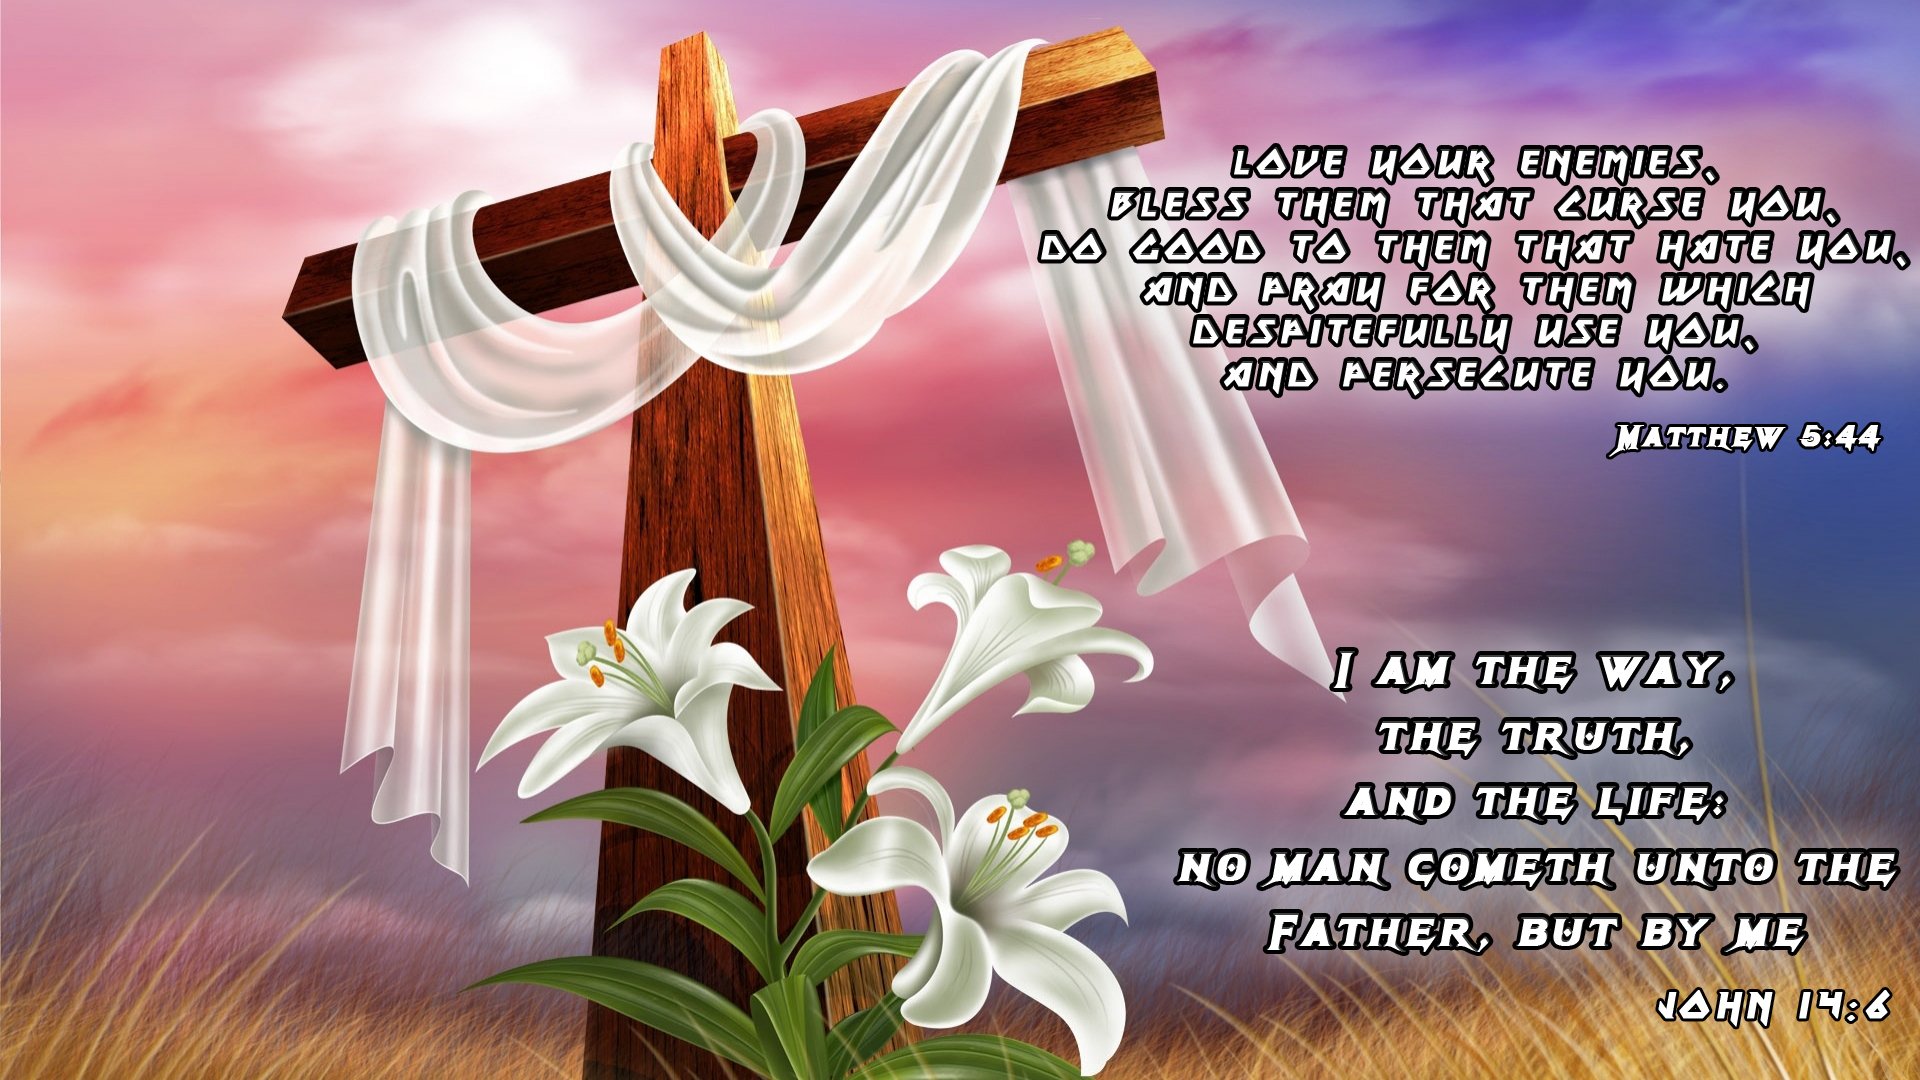 LOVE YOUR ENEMIES,
BLESS THEM THAT CURSE YOU,
DO GOOD TO THEM THAT HATE YOU,
AND PRAY FOR THEM WHICH
DESPITEFULLY USE YOU,
AND PERSECUTE YOU.
Matthew 5:44
I am the way,
the truth,
and the life:
no man cometh unto the
Father, but by me
JOHN 14:6